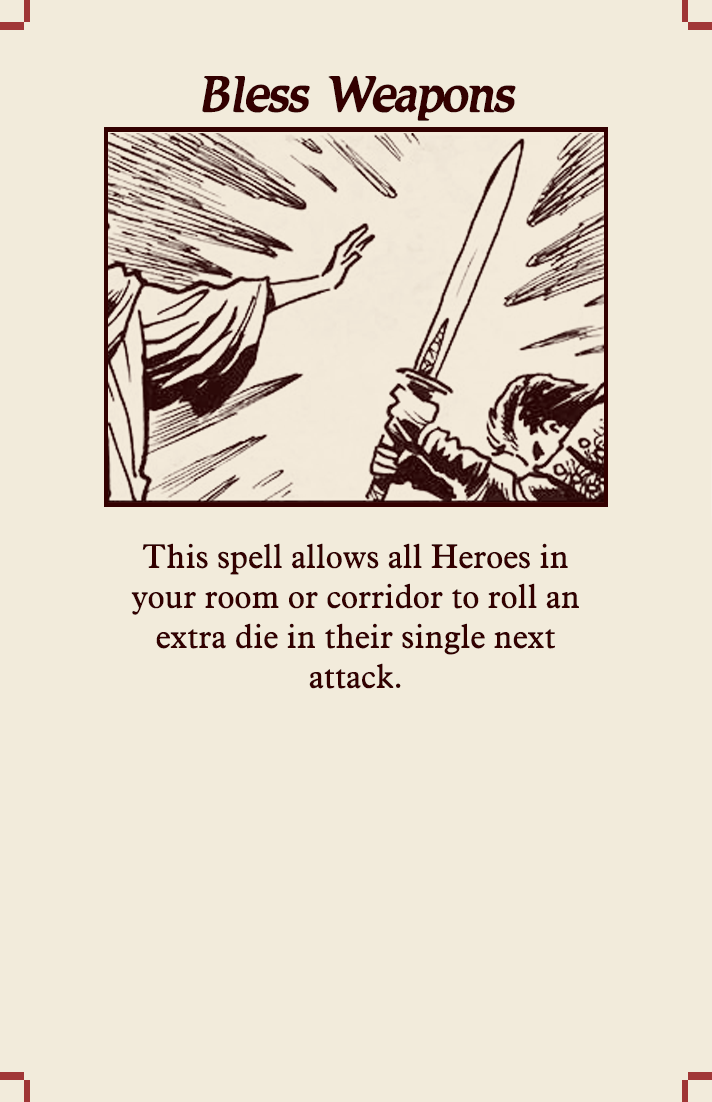 Bless Weapons
This spell allows all Heroes in
your room or corridor to roll an
extra die in their single next
attack.